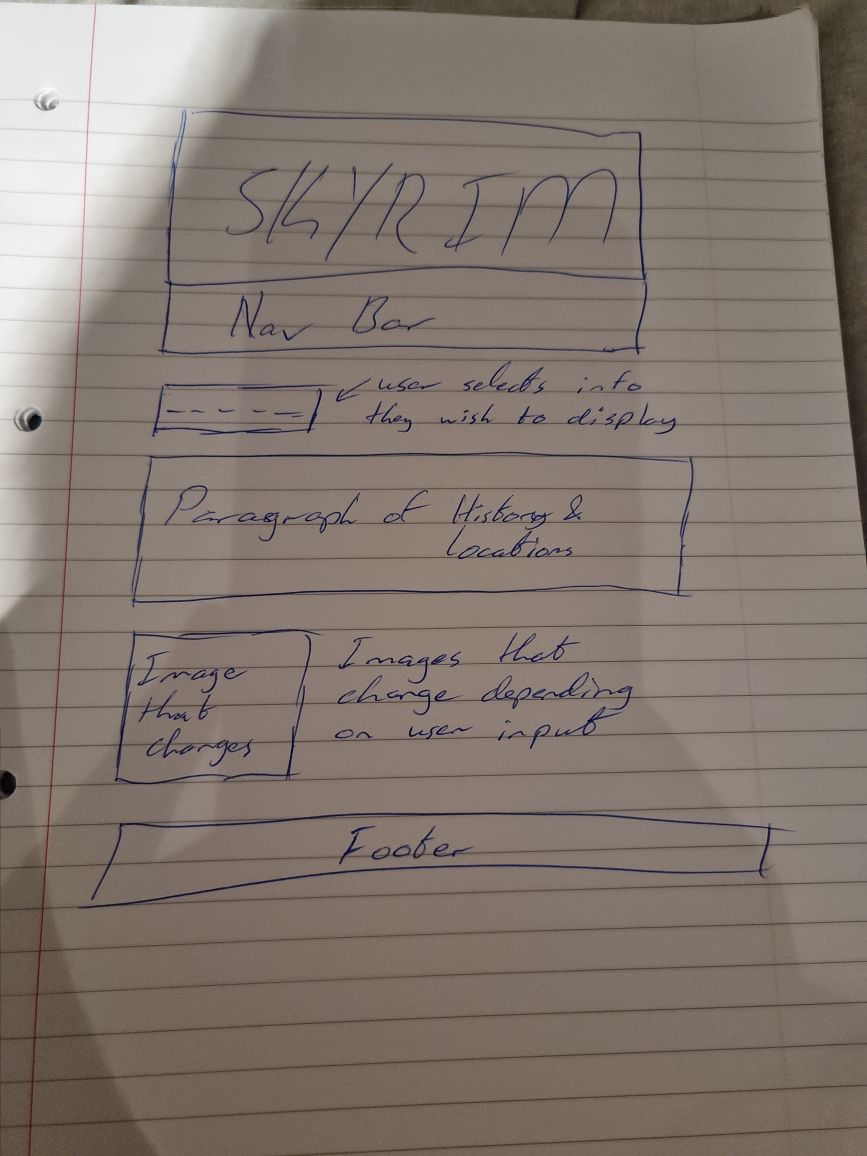 SKYRIM
Nav Bar
user selects info
they wish to display
Paragraph of History &
Locations
Image
that
changes
Images that
change depending
on user input
Footer